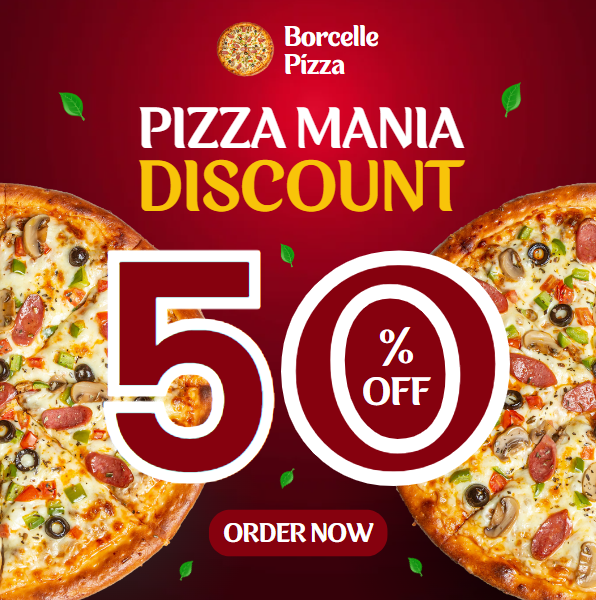 Borcelle
Pizza
PIZZA MANIA
DISCOUNT
50
%
OFF
ORDER NOW